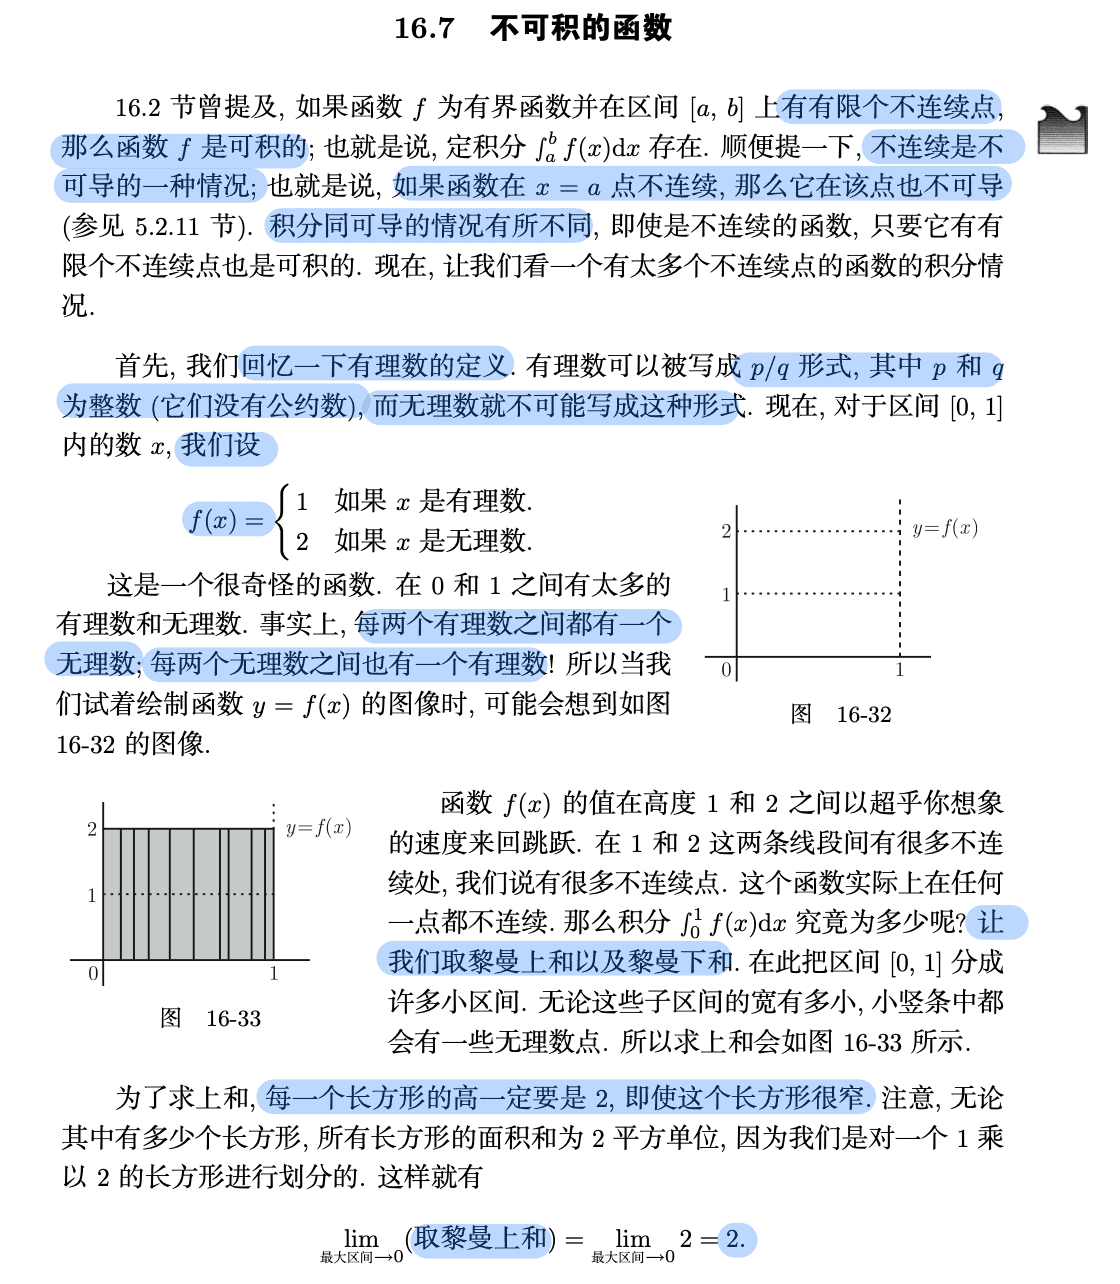 16.7 不可积的函数
16.2 节曾提及, 如果函数 f 为有界函数并在区间 [a, b] 上有有限个不连续点,
那么函数 f 是可积的; 也就是说, 定积分 ∫_a^b f(x)dx 存在. 顺便提一下, 不连续是不
可导的一种情况; 也就是说, 如果函数在 x = a 点不连续, 那么它在该点也不可导
(参见 5.2.11 节). 积分同可导的情况有所不同, 即使是不连续的函数, 只要它有有
限个不连续点也是可积的. 现在, 让我们看一个有太多个不连续点的函数的积分情
况.
首先, 我们回忆一下有理数的定义. 有理数可以被写成 p/q 形式, 其中 p 和 q
为整数 (它们没有公约数), 而无理数就不可能写成这种形式. 现在, 对于区间 [0, 1]
内的数 x, 我们设
f(x) = { 1 如果 x 是有理数.
2 如果 x 是无理数.
这是一个很奇怪的函数. 在 0 和 1 之间有太多的
有理数和无理数. 事实上, 每两个有理数之间都有一个
无理数; 每两个无理数之间也有一个有理数! 所以当我
们试着绘制函数 y = f(x) 的图像时, 可能会想到如图
16-32 的图像.
2
y=f(x)
1
0
1
图 16-32
2
y=f(x)
1
0
1
图 16-33
函数 f(x) 的值在高度 1 和 2 之间以超乎你想象
的速度来回跳跃. 在 1 和 2 这两条线段间有很多不连
续处, 我们说有很多不连续点. 这个函数实际上在任何
一点都不连续. 那么积分 ∫_0^1 f(x)dx 究竟为多少呢? 让
我们取黎曼上和以及黎曼下和. 在此把区间 [0, 1] 分成
许多小区间. 无论这些子区间的宽有多小, 小竖条中都
会有一些无理数点. 所以求上和会如图 16-33 所示.
为了求上和, 每一个长方形的高一定要是 2, 即使这个长方形很窄. 注意, 无论
其中有多少个长方形, 所有长方形的面积和为 2 平方单位, 因为我们是对一个 1 乘
以 2 的长方形进行划分的. 这样就有
lim (取黎曼上和) = lim 2 = 2.
最大区间→0 最大区间→0